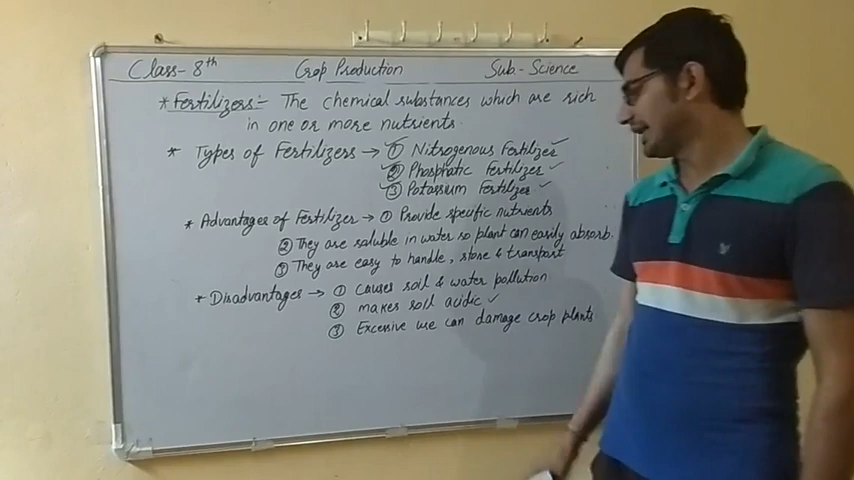 Class- 8th Crop Production Sub- Science
* Fertilizers:- The chemical substances which are rich
in one or more nutrients.
* Types of Fertilizers → ① Nitrogenous Fertilizer ✓
② Phosphatic Fertilizer ✓
③ Potassium Fertilizer ✓
* Advantages of Fertilizer → ① Provide specific nutrients
② They are soluble in water so plant can easily absorb.
③ They are easy to handle, store & transport
* Disadvantages → ① causes soil & water pollution
② makes soil acidic ✓
③ Excessive use can damage crop plants